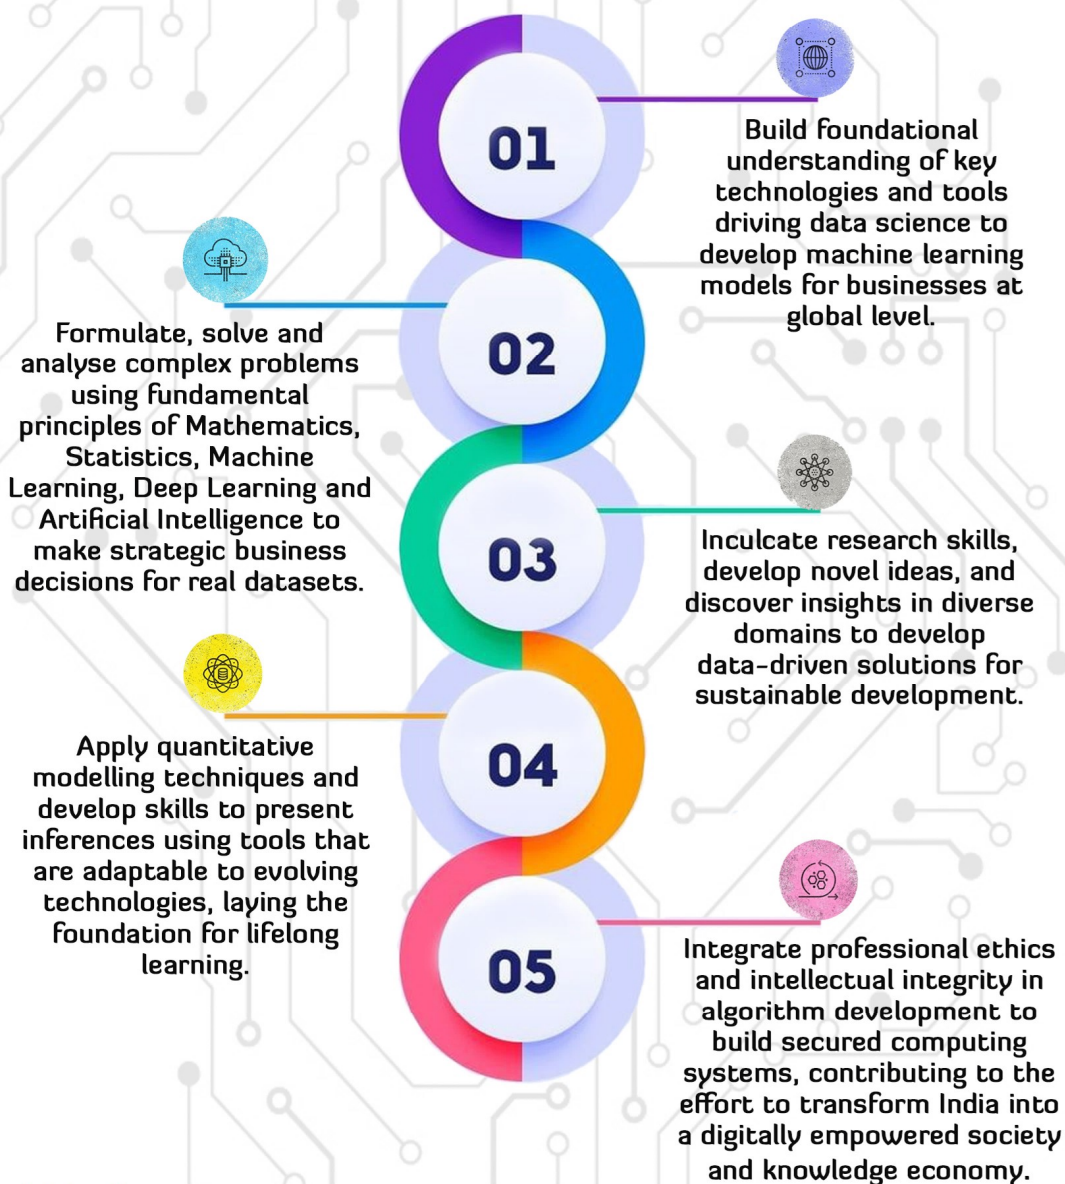 01
Build foundational
understanding of key
technologies and tools
driving data science to
develop machine learning
models for businesses at
global level.
02
Formulate, solve and
analyse complex problems
using fundamental
principles of Mathematics,
Statistics, Machine
Learning, Deep Learning and
Artificial Intelligence to
make strategic business
decisions for real datasets.
03
Inculcate research skills,
develop novel ideas, and
discover insights in diverse
domains to develop
data-driven solutions for
sustainable development.
04
Apply quantitative
modelling techniques and
develop skills to present
inferences using tools that
are adaptable to evolving
technologies, laying the
foundation for lifelong
learning.
05
Integrate professional ethics
and intellectual integrity in
algorithm development to
build secured computing
systems, contributing to the
effort to transform India into
a digitally empowered society
and knowledge economy.